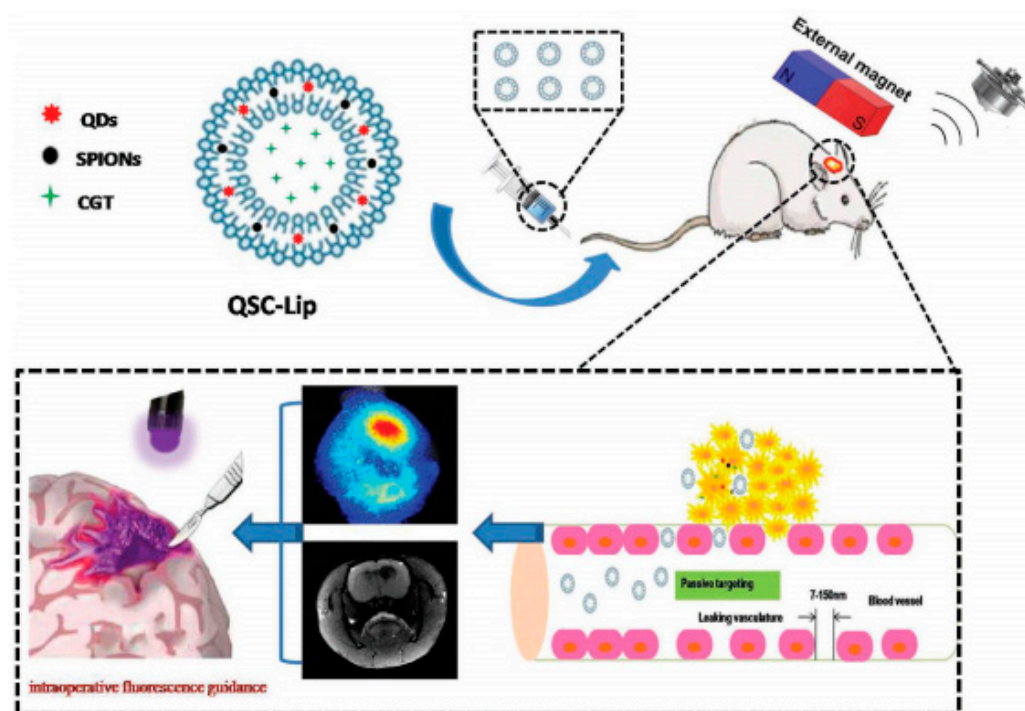 QDs
SPIONs
CGT
QSC-Lip
External magnet
N
S
Passive targeting
7-150nm
Leaking vasculature
Blood vessel
intraoperative fluorescence guidance